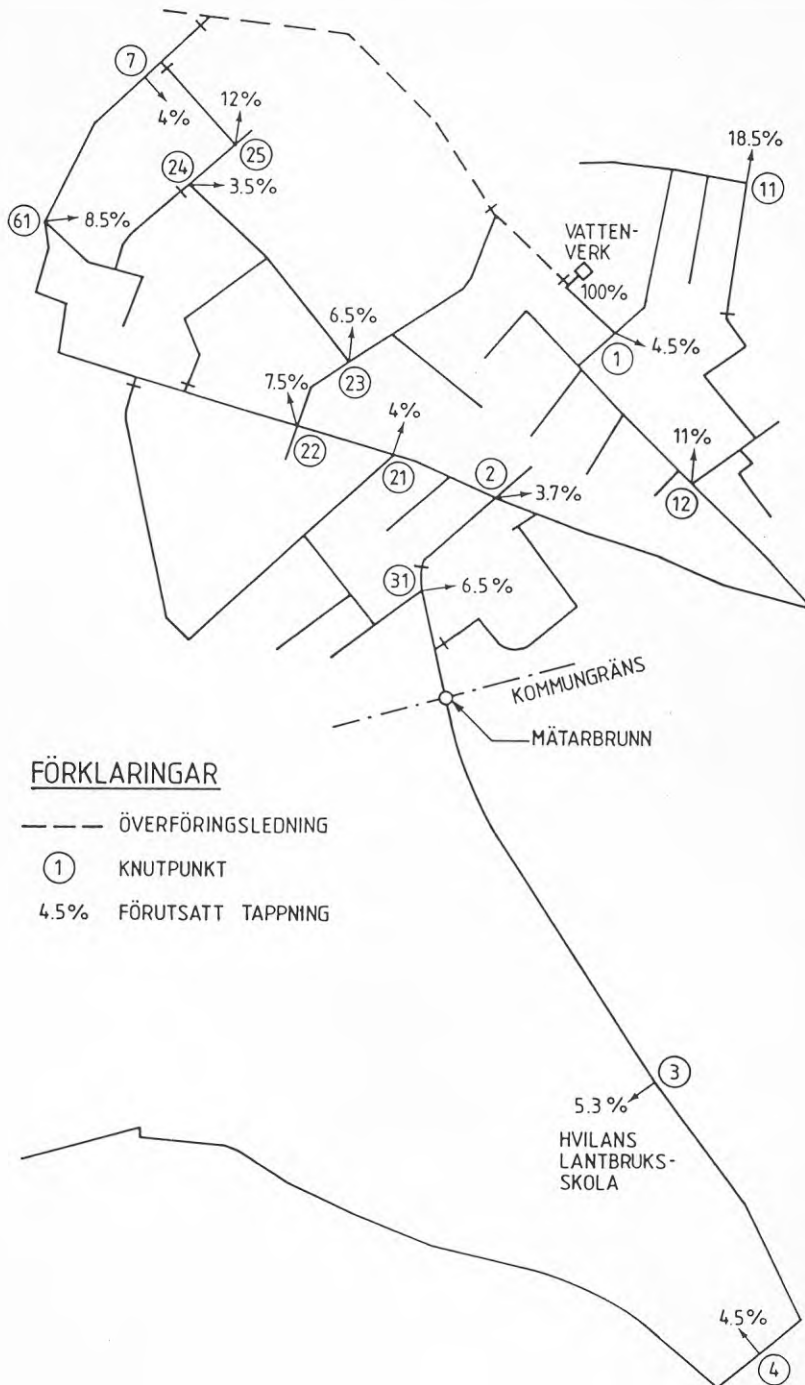 7
4%
12%
25
24
3.5%
61
8.5%
18.5%
11
VATTEN-
VERK
100%
1
4.5%
6.5%
23
7.5%
22
4%
21
2
3.7%
11%
12
31
6.5%
KOMMUNGRÄNS
MÄTARBRUNN
FÖRKLARINGAR
ÖVERFÖRINGSLEDNING
1 KNUTPUNKT
4.5% FÖRUTSATT TAPPNING
3
5.3%
HVILANS
LANTBRUKS-
SKOLA
4.5%
4